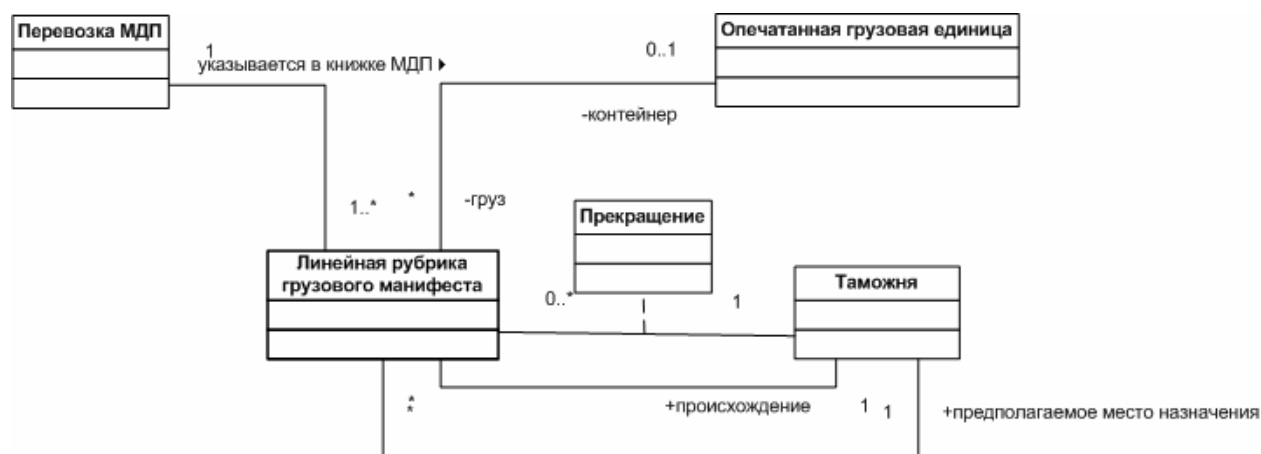 Перевозка МДП
Опечатанная грузовая единица
1
0..1
указывается в книжке МДП
-контейнер
1..*
*
-груз
Прекращение
Линейная рубрика
грузового манифеста
Таможня
0..*
1
*
*
+происхождение
1
1
+предполагаемое место назначения